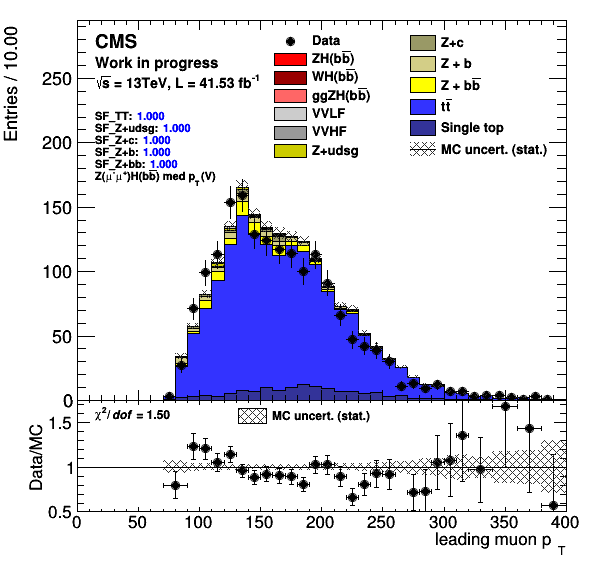 CMS
Work in progress
√s = 13TeV, L = 41.53 fb⁻¹
SF_TT: 1.000
SF_Z+udsg: 1.000
SF_Z+c: 1.000
SF_Z+b: 1.000
SF_Z+bb: 1.000
Z(μ⁻μ⁺)H(bb̅) med p_T(V)
Data
ZH(bb̅)
WH(bb̅)
ggZH(bb̅)
VVLF
VVHF
Z+udsg
Z+c
Z + b
Z + bb̅
tt̅
Single top
MC uncert. (stat.)
Entries / 10.00
250
200
150
100
50
0
χ²/dof = 1.50
MC uncert. (stat.)
Data/MC
1.5
1
0.5
0 50 100 150 200 250 300 350 400
leading muon p_T